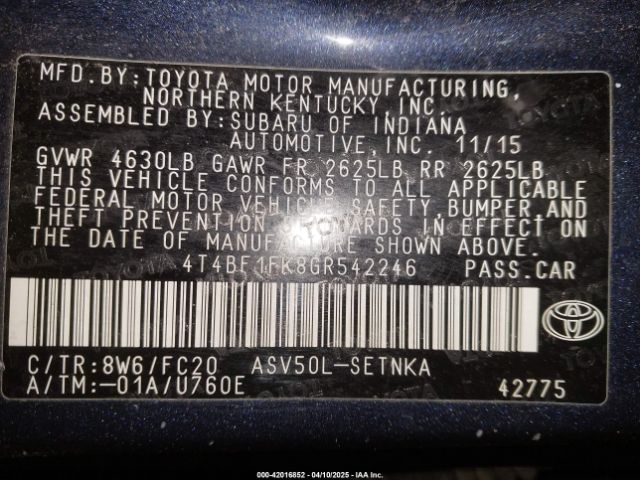 MFD.BY:TOYOTA MOTOR MANUFACTURING,
NORTHERN KENTUCKY,INC.
ASSEMBLED BY:SUBARU OF INDIANA
AUTOMOTIVE,INC. 11/15
GVWR 4630LB GAWR FR 2625LB RR 2625LB
THIS VEHICLE CONFORMS TO ALL APPLICABLE
FEDERAL MOTOR VEHICLE SAFETY,BUMPER,AND
THEFT PREVENTION STANDARDS IN EFFECT ON
THE DATE OF MANUFACTURE SHOWN ABOVE.
4T4BF1FK8GR542246 PASS.CAR
TOYOTA
C/TR:8W6/FC20 ASV50L-SETNKA
A/TM:-01A/U760E 42775
000-42016852 - 04/10/2025 - IAAI Inc.